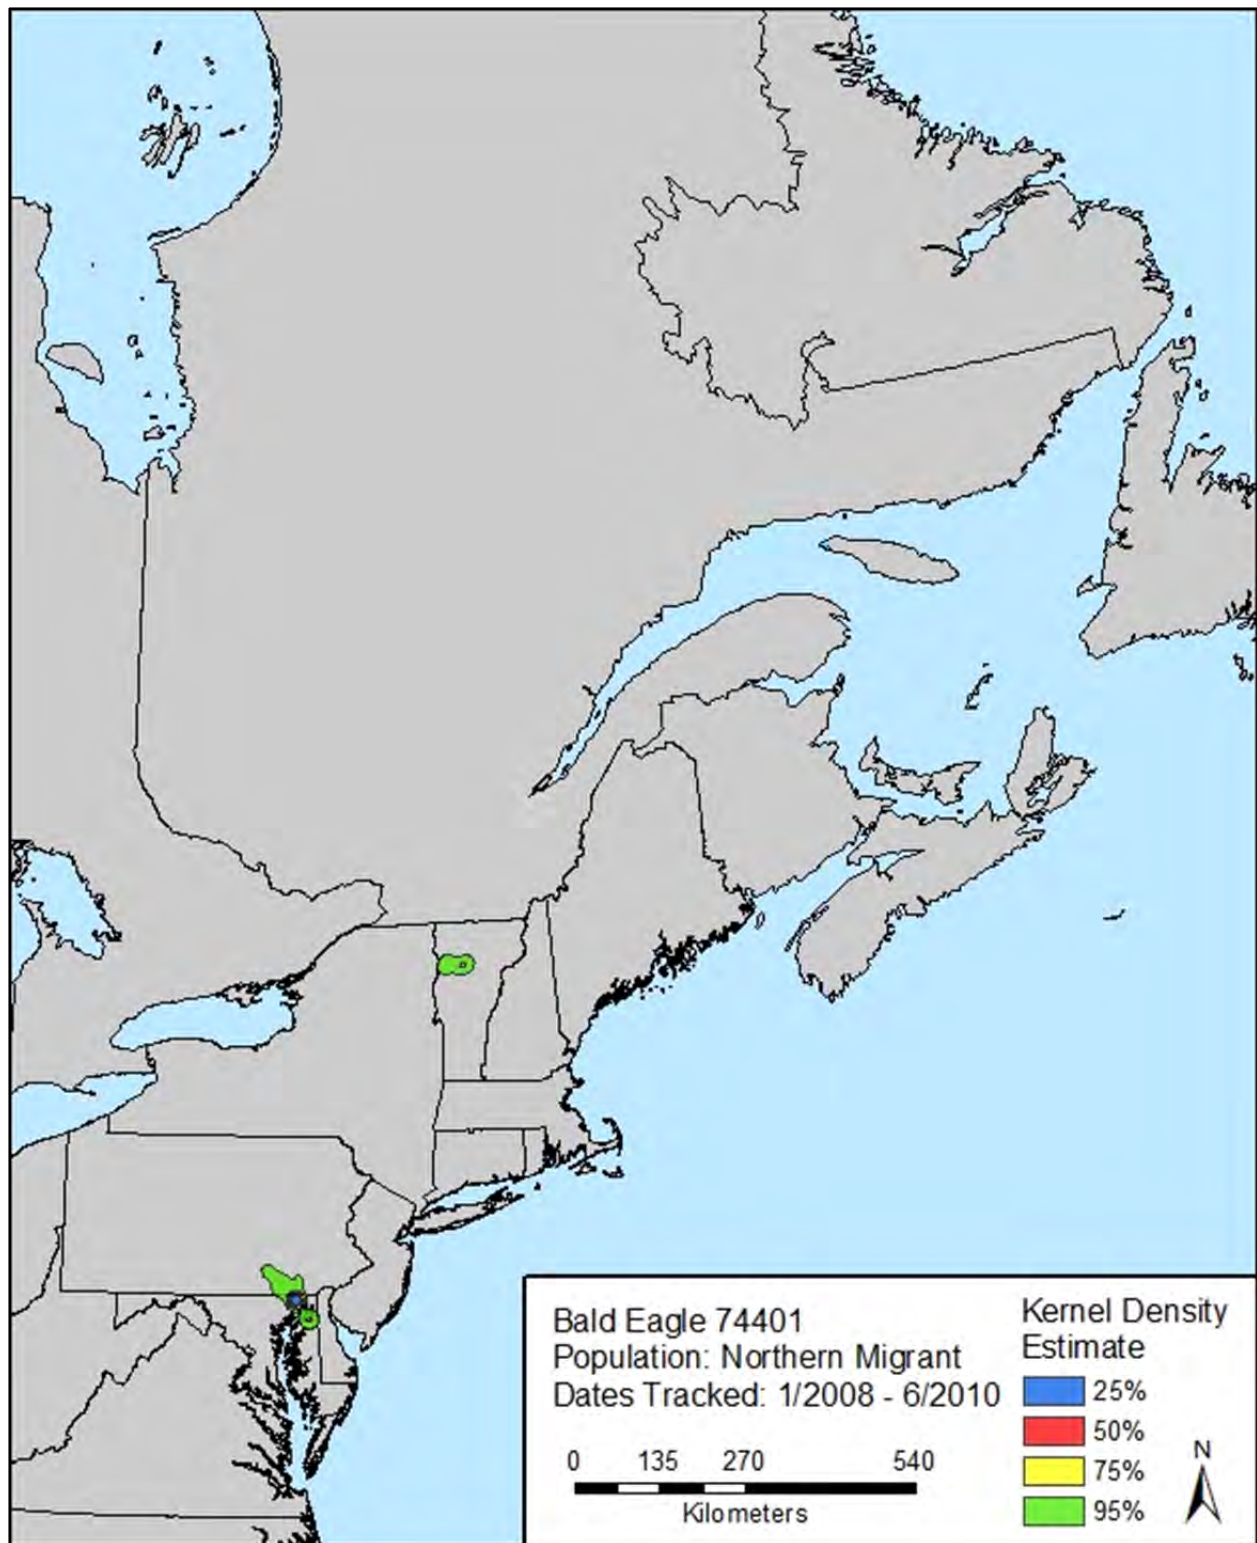 Bald Eagle 74401
Population: Northern Migrant
Dates Tracked: 1/2008 - 6/2010
0 135 270 540
Kilometers
Kernel Density
Estimate
25%
50%
75%
95%
N